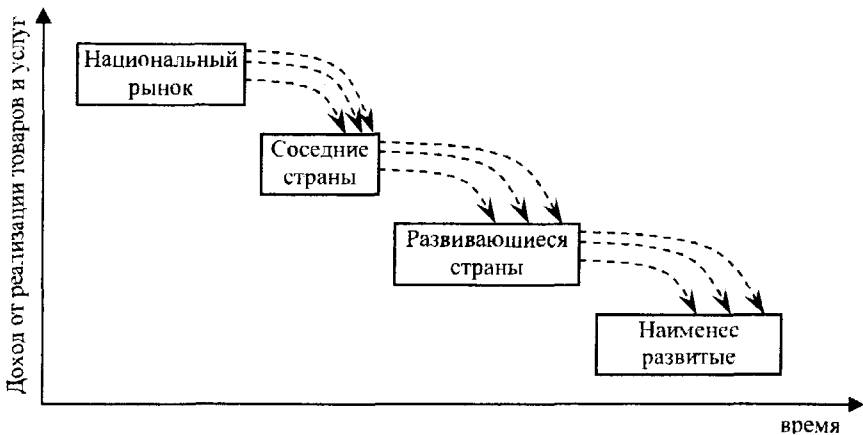 Доход от реализации товаров и услуг
Национальный
рынок
Соседние
страны
Развивающиеся
страны
Наименее
развитые
время